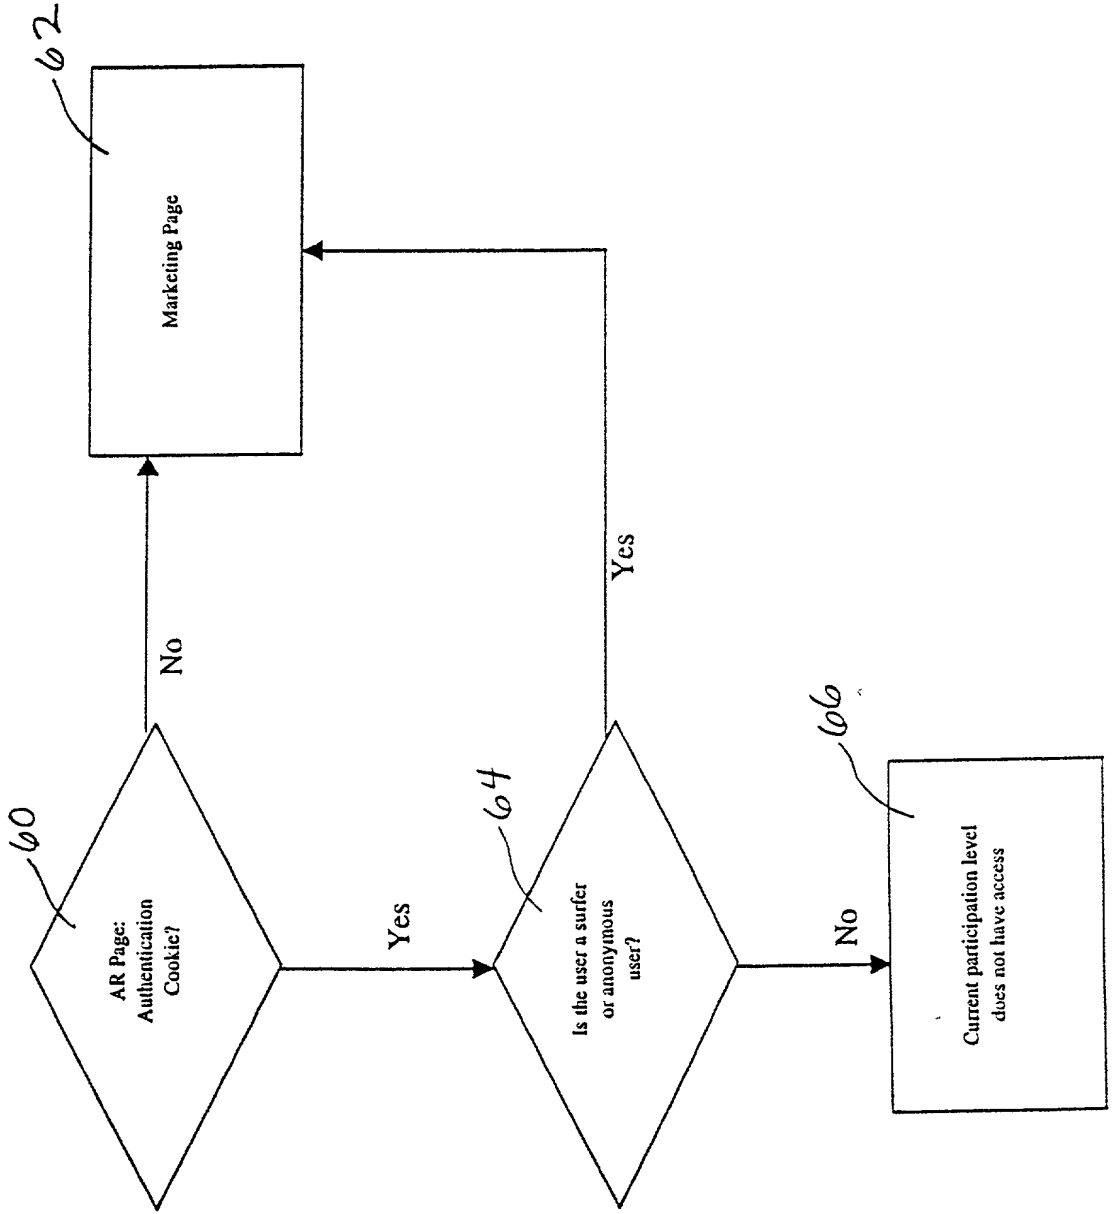 60
AR Page:
Authentication
Cookie?
No
62
Marketing Page
Yes
64
Is the user a surfer
or anonymous
user?
Yes
No
66
Current participation level
does not have access